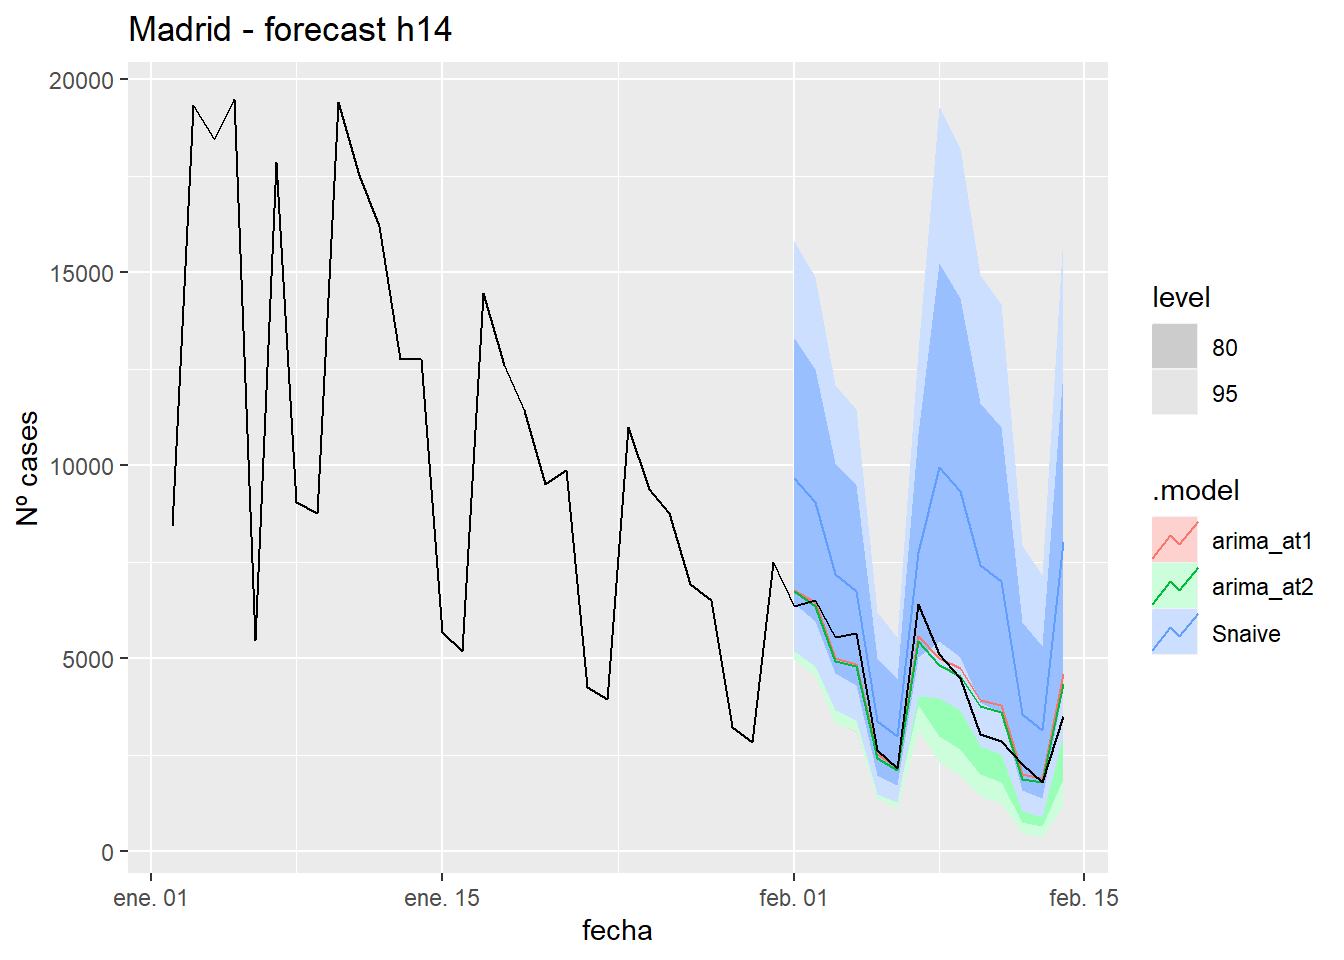 Madrid - forecast h14
20000
15000
10000
5000
0
Nº cases
ene. 01
ene. 15
feb. 01
feb. 15
fecha
level
80
95
.model
arima_at1
arima_at2
Snaive